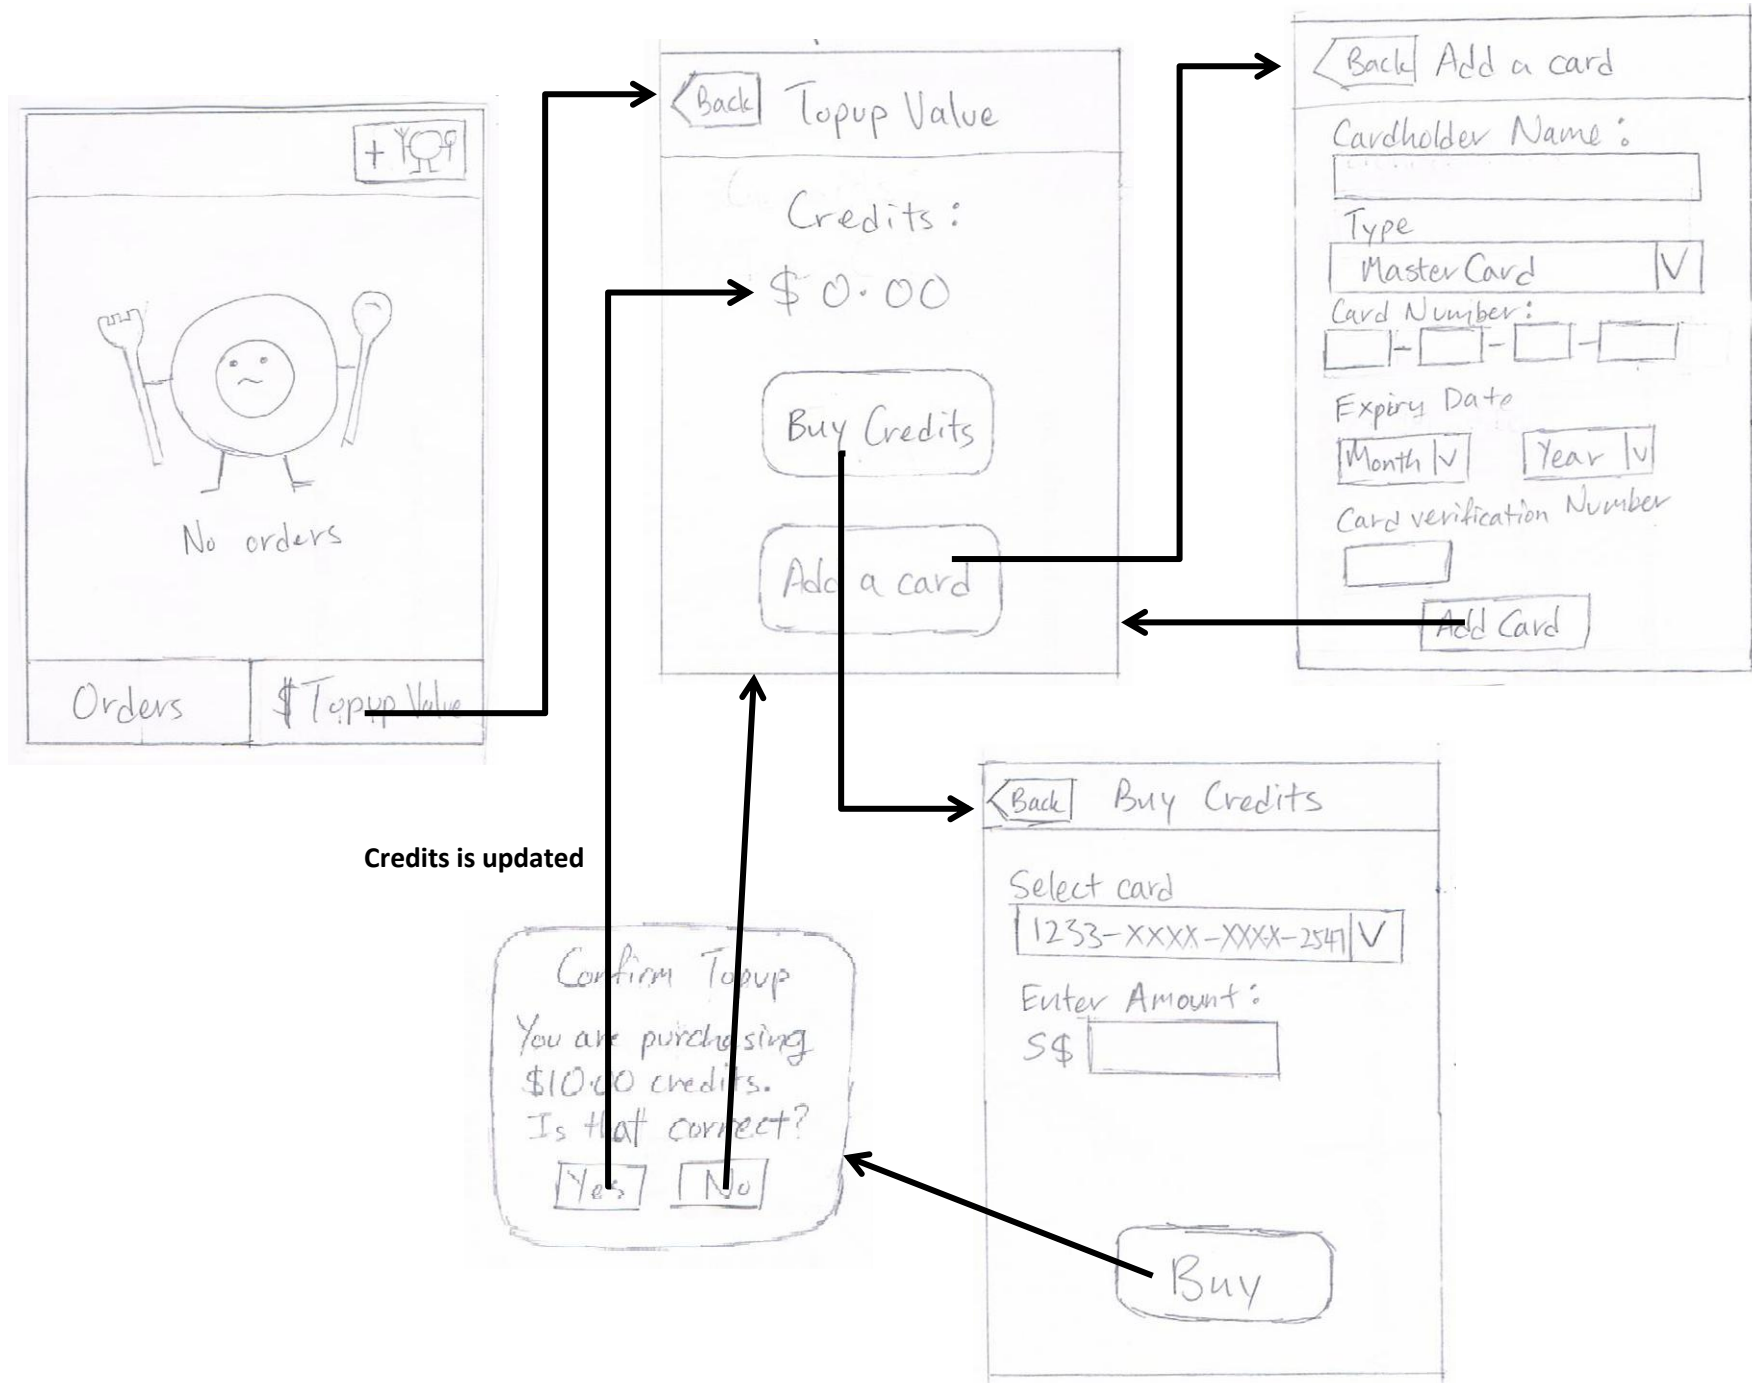 +
No orders
Orders
$ Topup Value
Back
Topup Value
Credits:
$ 0.00
Buy Credits
Add a card
Back
Add a card
Cardholder Name:
Type
MasterCard V
Card Number:
- - -
Expiry Date
Month V Year V
Card verification Number
Add Card
Credits is updated
Confirm Topup
You are purchasing
$10.00 credits.
Is that correct?
Yes No
Back
Buy Credits
Select card
1233-XXXX-XXXX-2547 V
Enter Amount:
S$
Buy